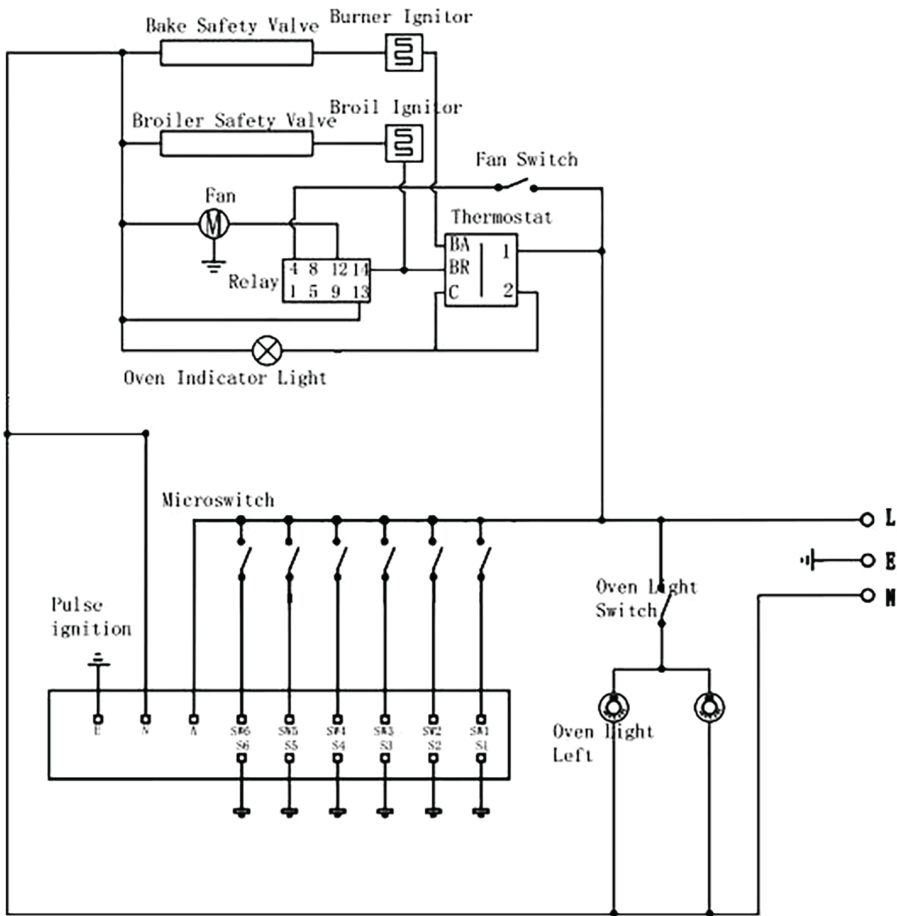 Burner Ignitor
Bake Safety Valve
Broil Ignitor
Broiler Safety Valve
Fan Switch
Fan
Thermostat
BA 1
BR
C 2
Relay
4 8 12 14
1 5 9 13
Oven Indicator Light
Microswitch
L
E
N
Oven Light
Switch
Pulse
ignition
E N A SW6 SW5 SW4 SW3 SW2 SW1
S6 S5 S4 S3 S2 S1
Oven Light
Left